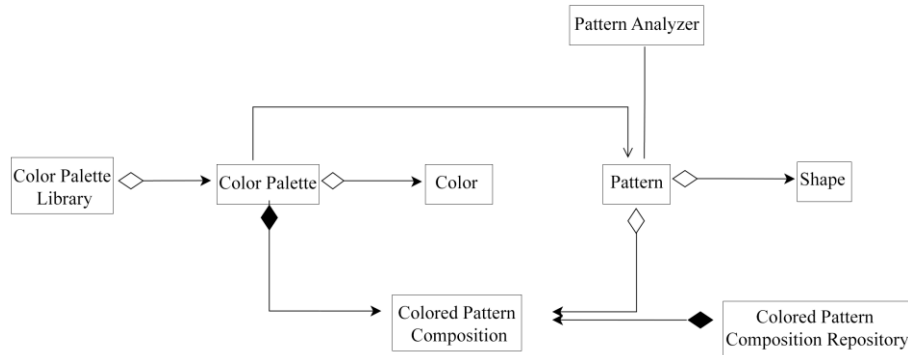 Pattern Analyzer
Color Palette
Library
Color Palette
Color
Pattern
Shape
Colored Pattern
Composition
Colored Pattern
Composition Repository